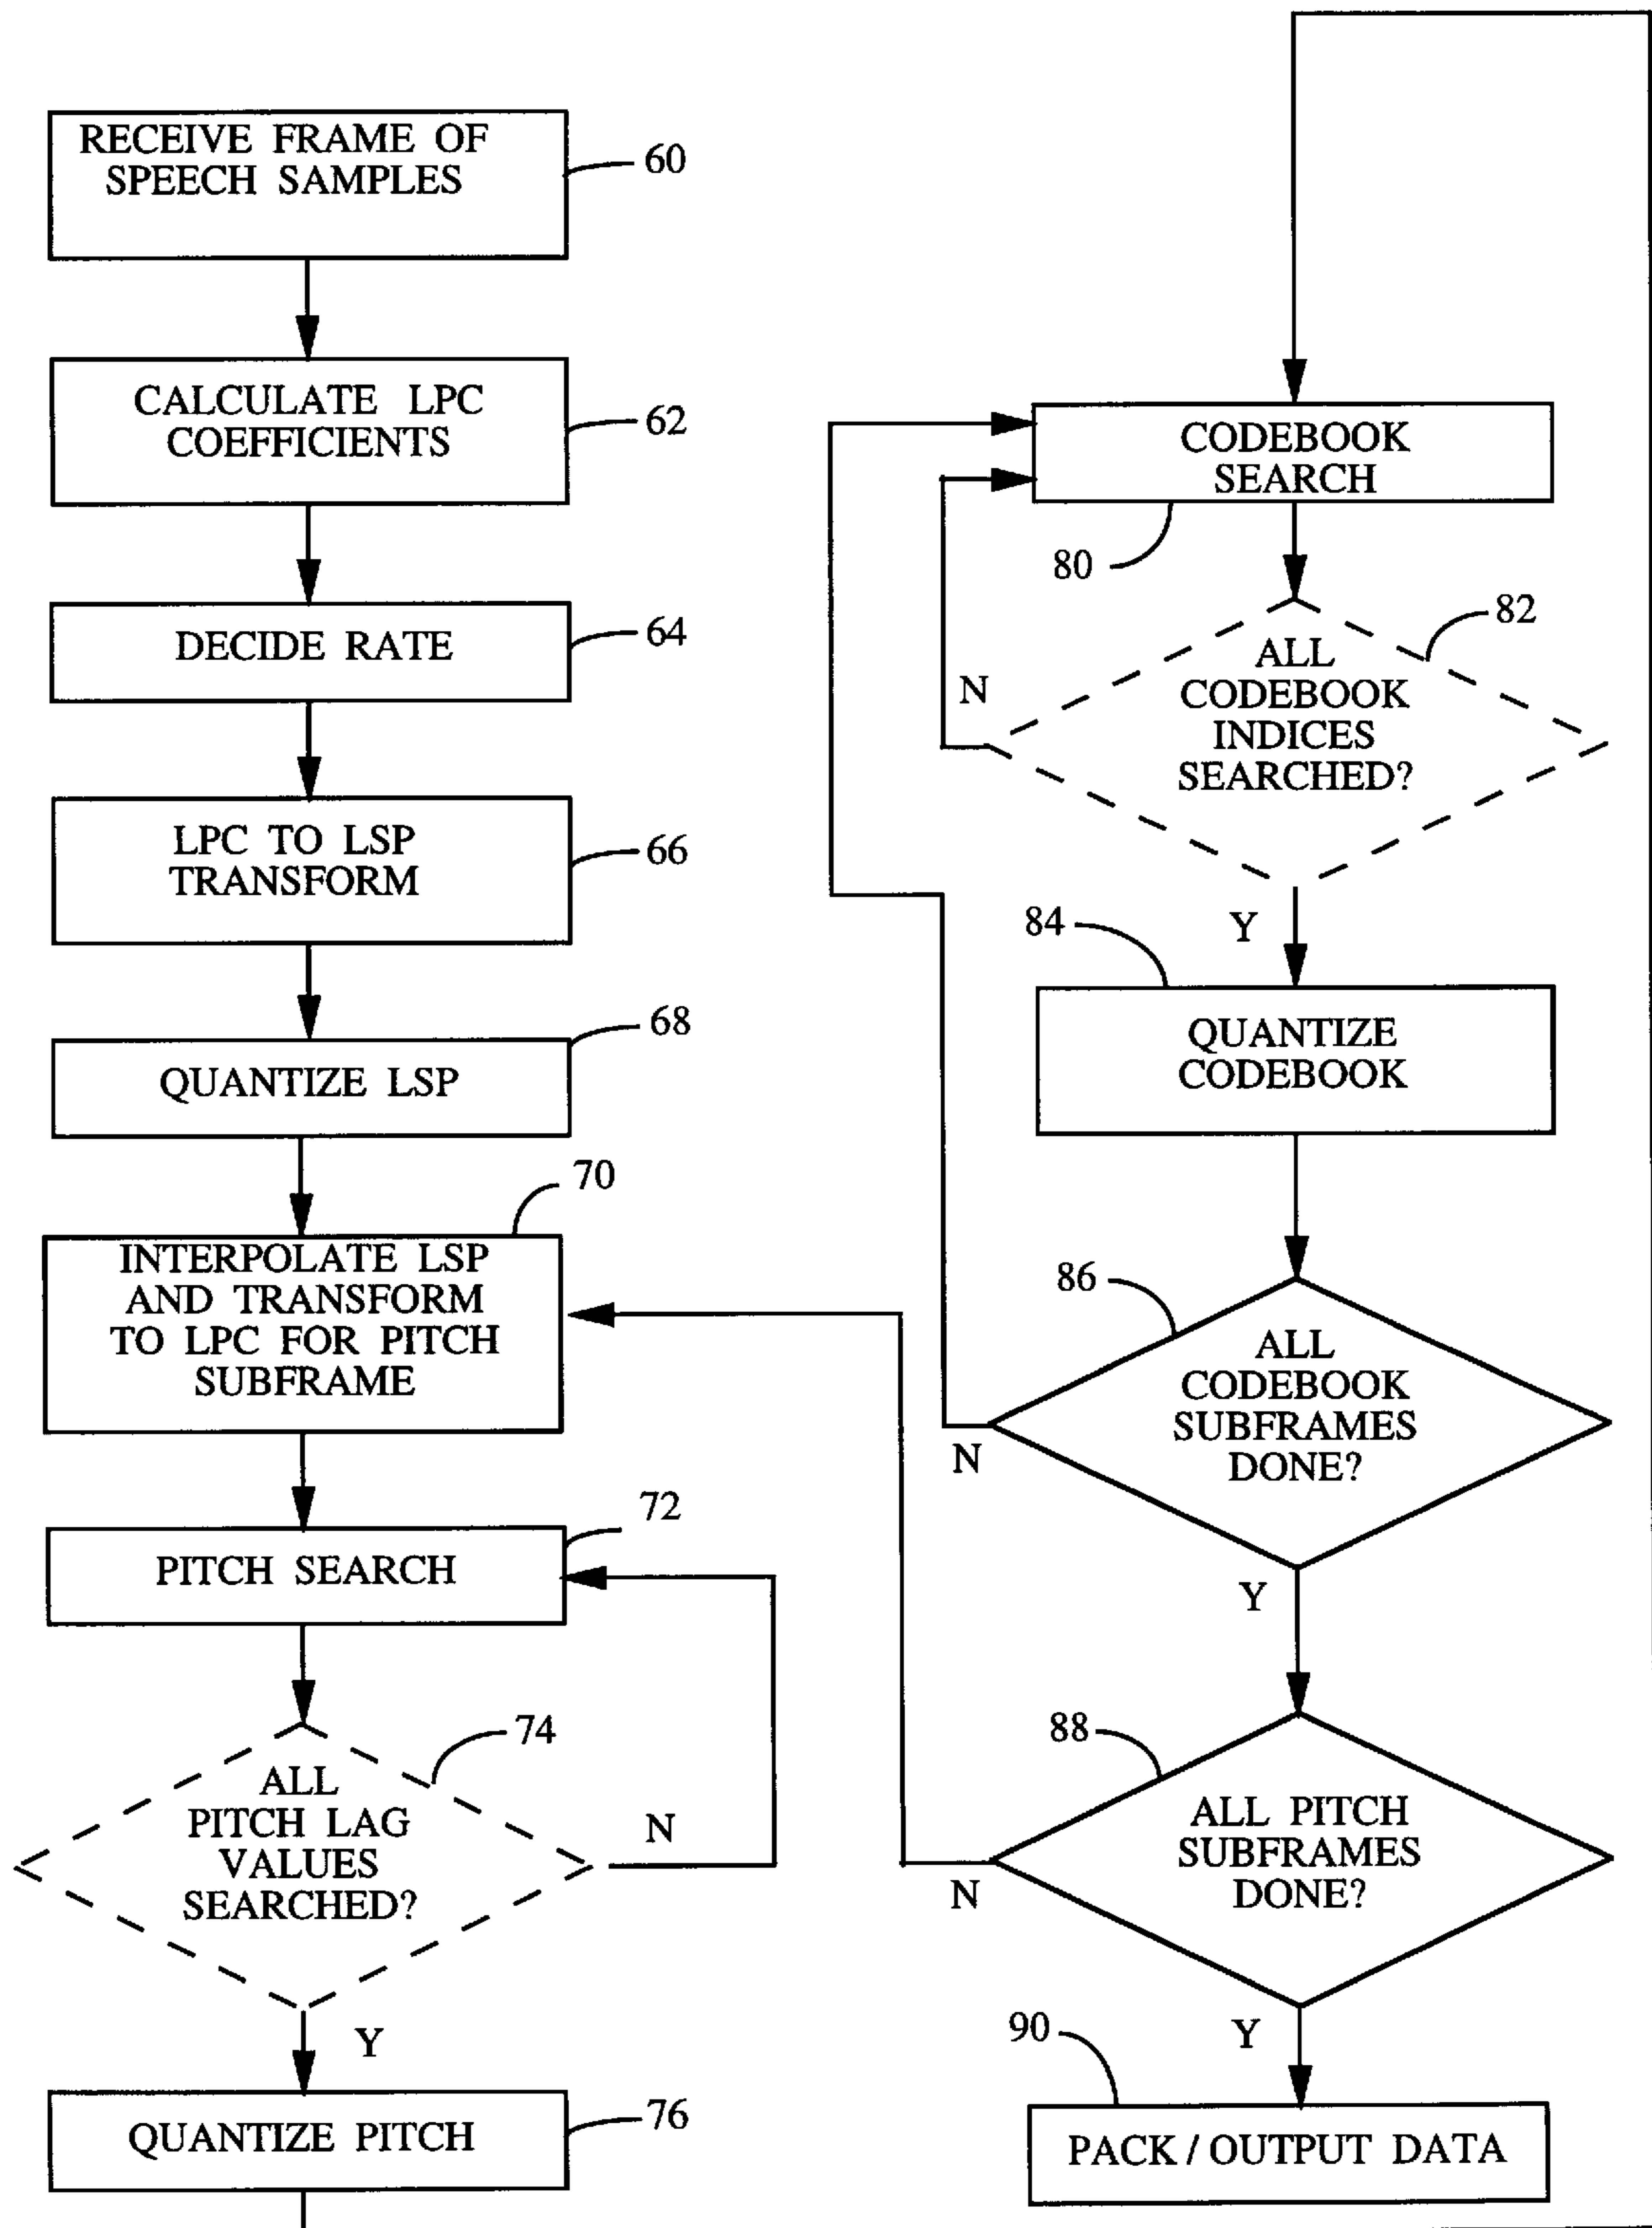 RECEIVE FRAME OF
SPEECH SAMPLES
60
CALCULATE LPC
COEFFICIENTS
62
DECIDE RATE
64
LPC TO LSP
TRANSFORM
66
QUANTIZE LSP
68
70
INTERPOLATE LSP
AND TRANSFORM
TO LPC FOR PITCH
SUBFRAME
72
PITCH SEARCH
74
ALL
PITCH LAG
VALUES
SEARCHED?
N
Y
QUANTIZE PITCH
76
CODEBOOK
SEARCH
80
82
ALL
CODEBOOK
INDICES
SEARCHED?
N
Y
84
QUANTIZE
CODEBOOK
86
ALL
CODEBOOK
SUBFRAMES
DONE?
N
Y
88
ALL PITCH
SUBFRAMES
DONE?
N
Y
90
PACK / OUTPUT DATA